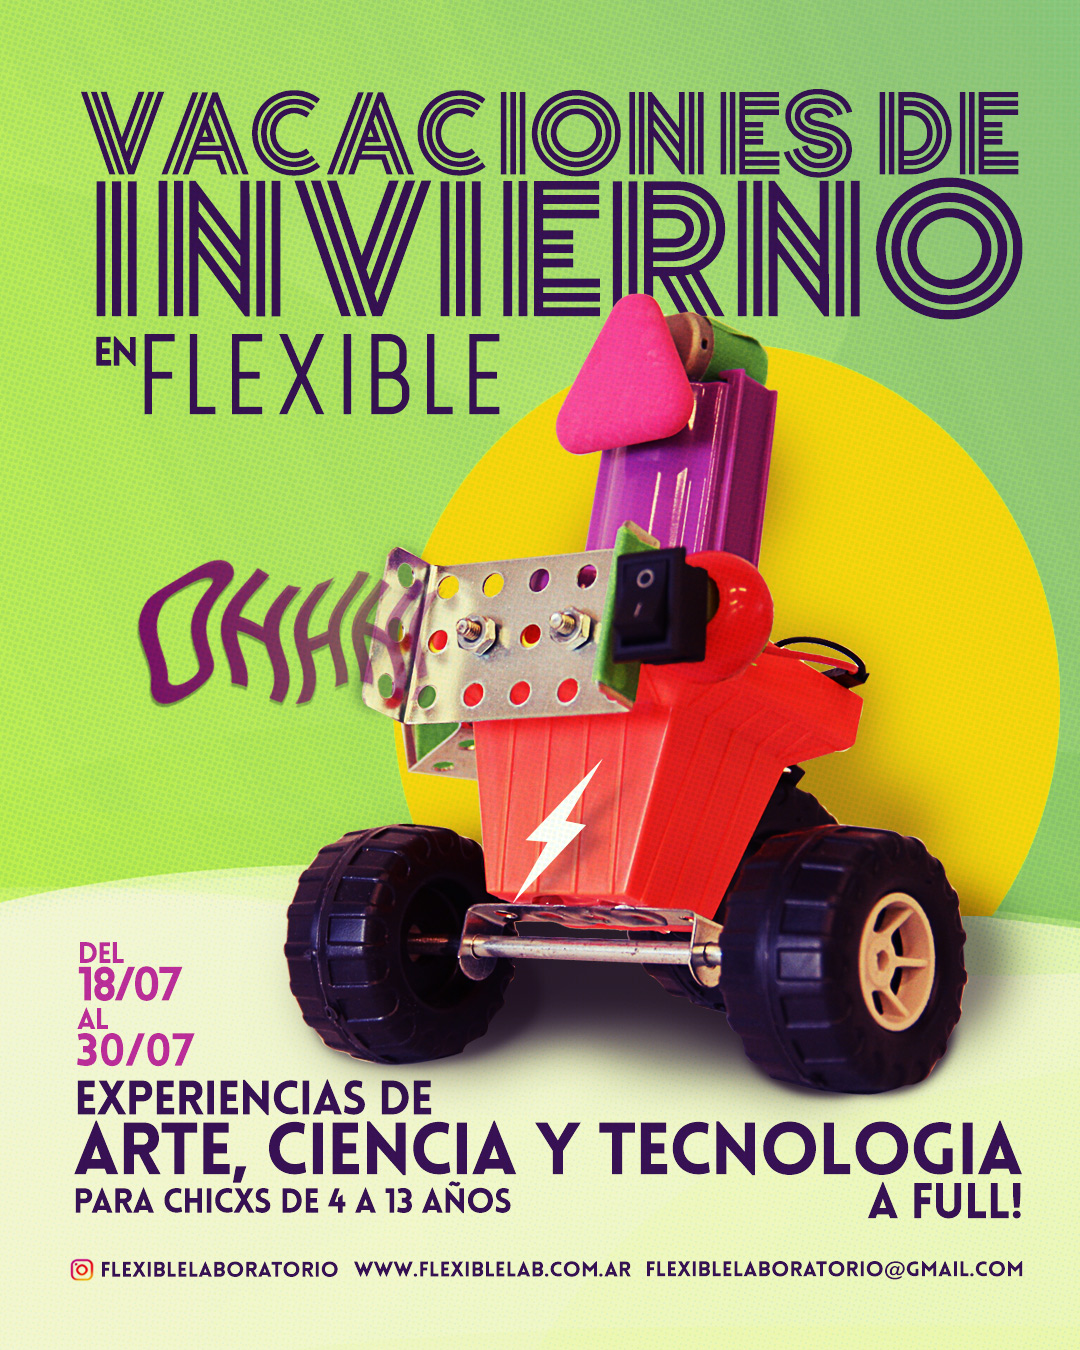 VACACIONES DE
INVIERNO
EN FLEXIBLE
OHHH!
DEL
18/07
AL
30/07
EXPERIENCIAS DE
ARTE, CIENCIA Y TECNOLOGIA
PARA CHICXS DE 4 A 13 AÑOS A FULL!
FLEXIBLELABORATORIO WWW.FLEXIBLELAB.COM.AR FLEXIBLELABORATORIO@GMAIL.COM